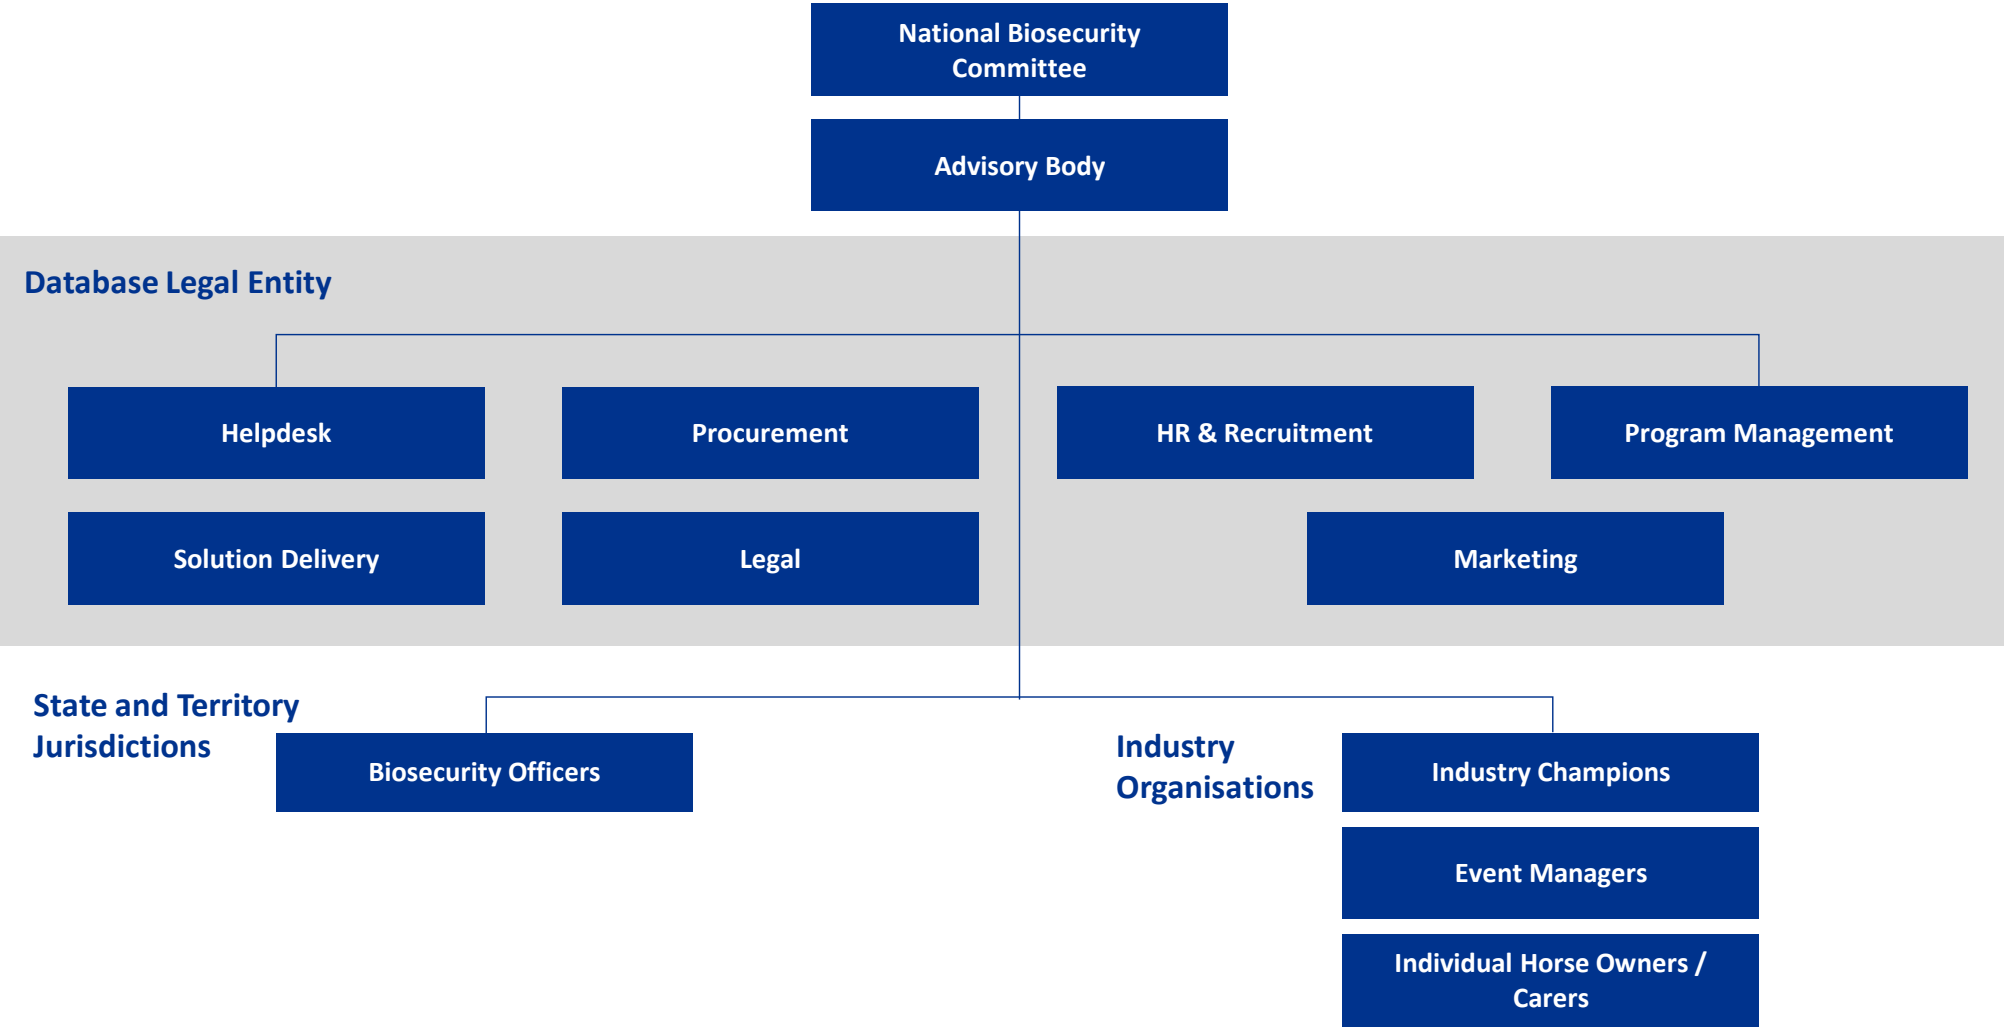 National Biosecurity
Committee
Advisory Body
Database Legal Entity
Helpdesk
Procurement
HR & Recruitment
Program Management
Solution Delivery
Legal
Marketing
State and Territory
Jurisdictions
Biosecurity Officers
Industry
Organisations
Industry Champions
Event Managers
Individual Horse Owners /
Carers